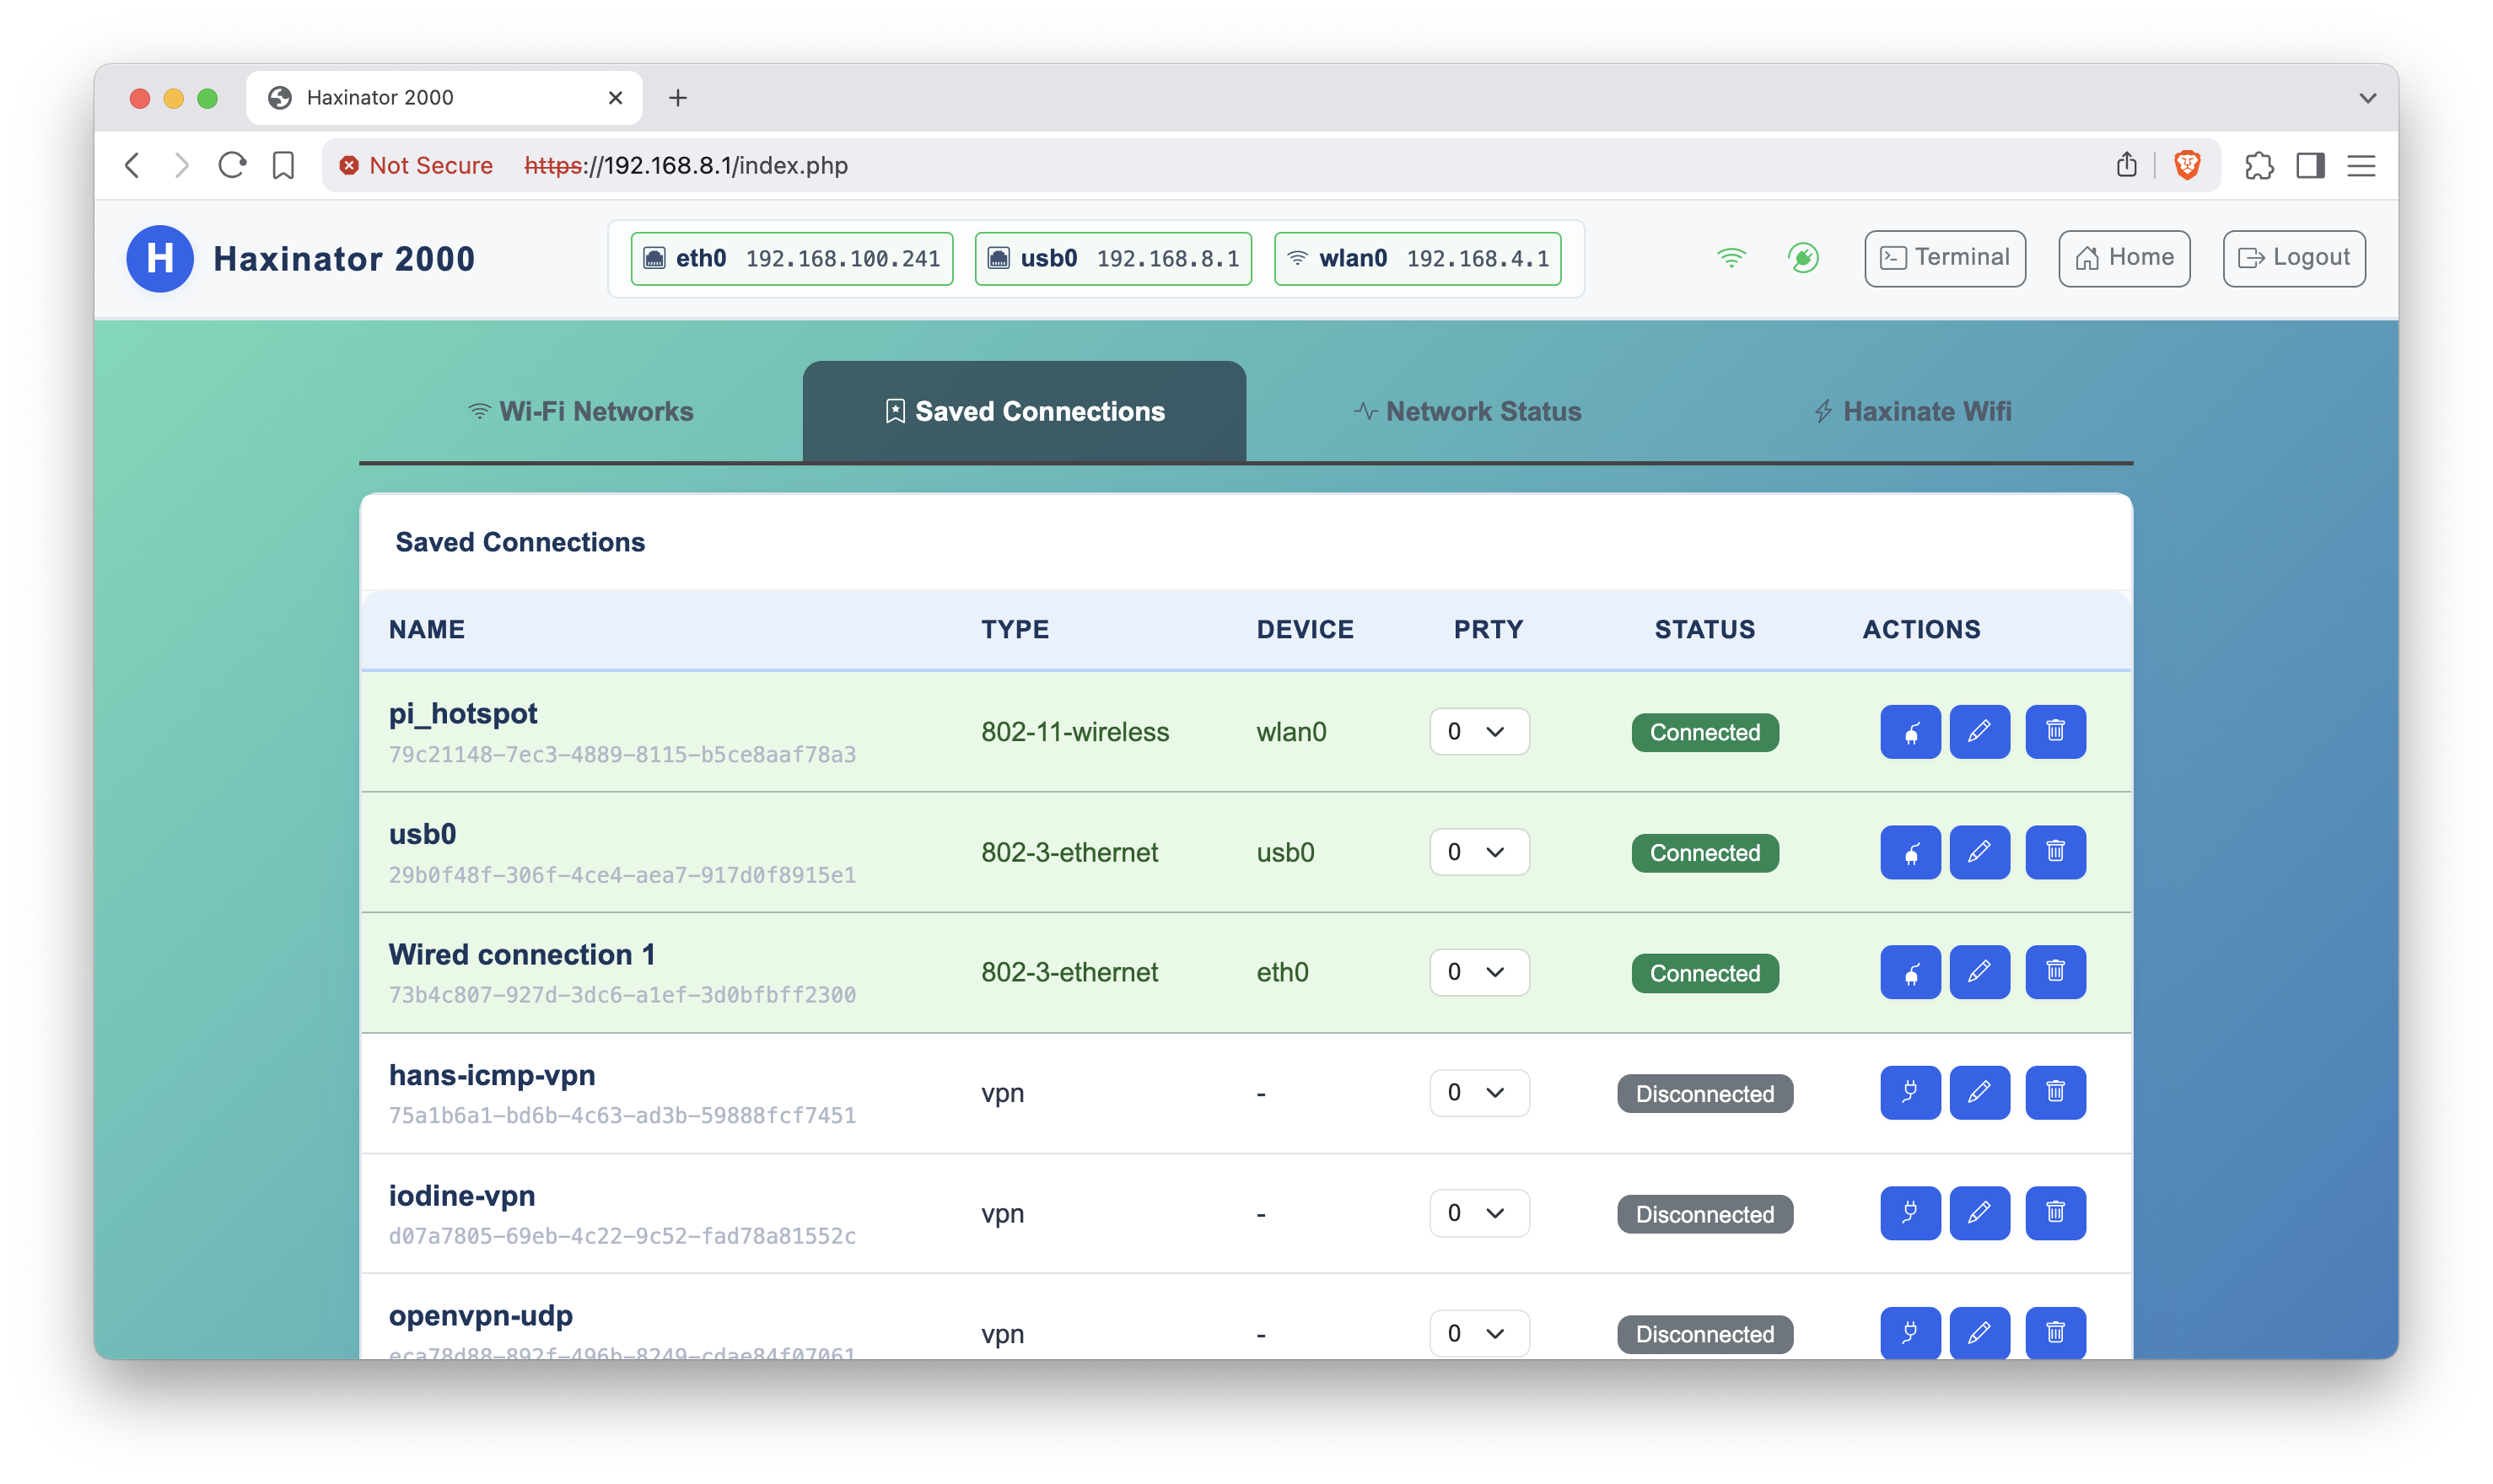 Haxinator 2000
Not Secure https://192.168.8.1/index.php
H Haxinator 2000
eth0 192.168.100.241
usb0 192.168.8.1
wlan0 192.168.4.1
Terminal
Home
Logout
Wi-Fi Networks
Saved Connections
Network Status
Haxinate Wifi
Saved Connections
NAME TYPE DEVICE PRTY STATUS ACTIONS
pi_hotspot
79c21148-7ec3-4889-8115-b5ce8aaf78a3
802-11-wireless wlan0 0 Connected
usb0
29b0f48f-306f-4ce4-aea7-917d0f8915e1
802-3-ethernet usb0 0 Connected
Wired connection 1
73b4c807-927d-3dc6-a1ef-3d0bfbff2300
802-3-ethernet eth0 0 Connected
hans-icmp-vpn
75a1b6a1-bd6b-4c63-ad3b-59888fcf7451
vpn - 0 Disconnected
iodine-vpn
d07a7805-69eb-4c22-9c52-fad78a81552c
vpn - 0 Disconnected
openvpn-udp
eca78d88-892f-496b-8249-cdae84f07061
vpn - 0 Disconnected